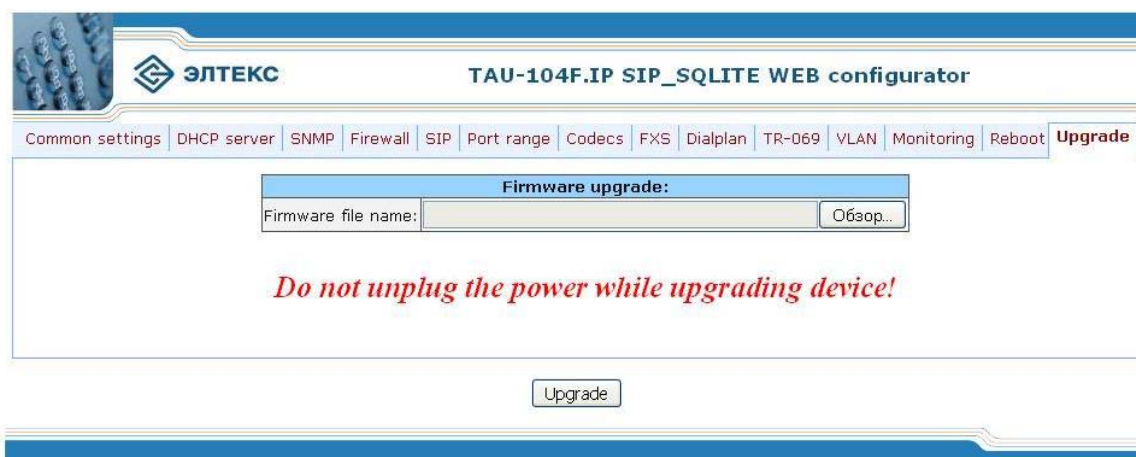 ЭЛТЕКС
TAU-104F.IP SIP_SQLITE WEB configurator
Common settings DHCP server SNMP Firewall SIP Port range Codecs FXS Dialplan TR-069 VLAN Monitoring Reboot Upgrade
Firmware upgrade:
Firmware file name: Обзор...
Do not unplug the power while upgrading device!
Upgrade